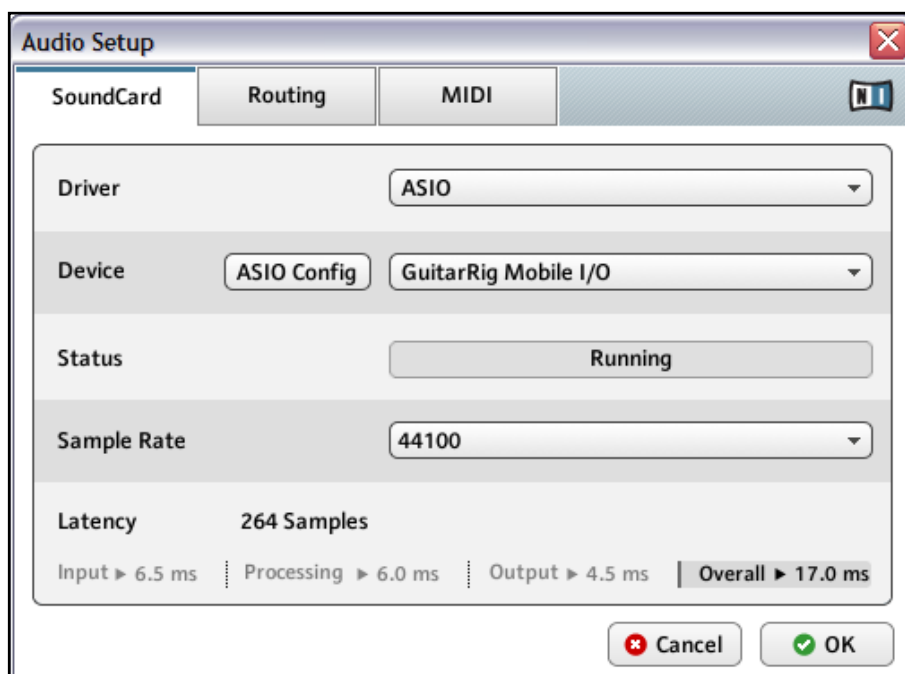 Audio Setup
SoundCard Routing MIDI NI
Driver ASIO
Device ASIO Config GuitarRig Mobile I/O
Status Running
Sample Rate 44100
Latency 264 Samples
Input ▶ 6.5 ms Processing ▶ 6.0 ms Output ▶ 4.5 ms Overall ▶ 17.0 ms
Cancel OK